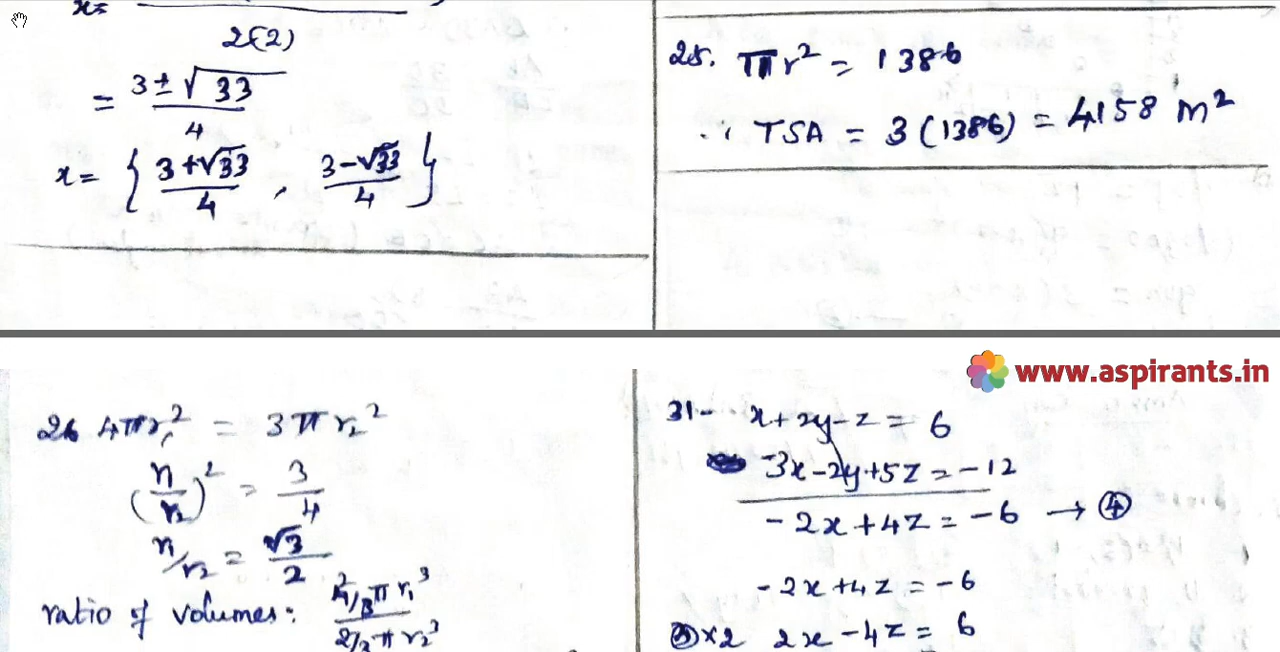 x=
2(2)
= 3 ± √33 / 4
x = { 3+√33 / 4 , 3-√33 / 4 }
25. πr² = 1386
∴ TSA = 3(1386) = 4158 m²
www.aspirants.in
26 4πr₁² = 3πr₂²
(r₁/r₂)² = 3/4
r₁/r₂ = √3/2
ratio of volumes: 4/3 πr₁³ / 2/3 πr₂³
31- x+2y-z = 6
-3x-2y+5z = -12
-2x+4z = -6 → ④
-2x+4z = -6
③×2 2x-4z = 6